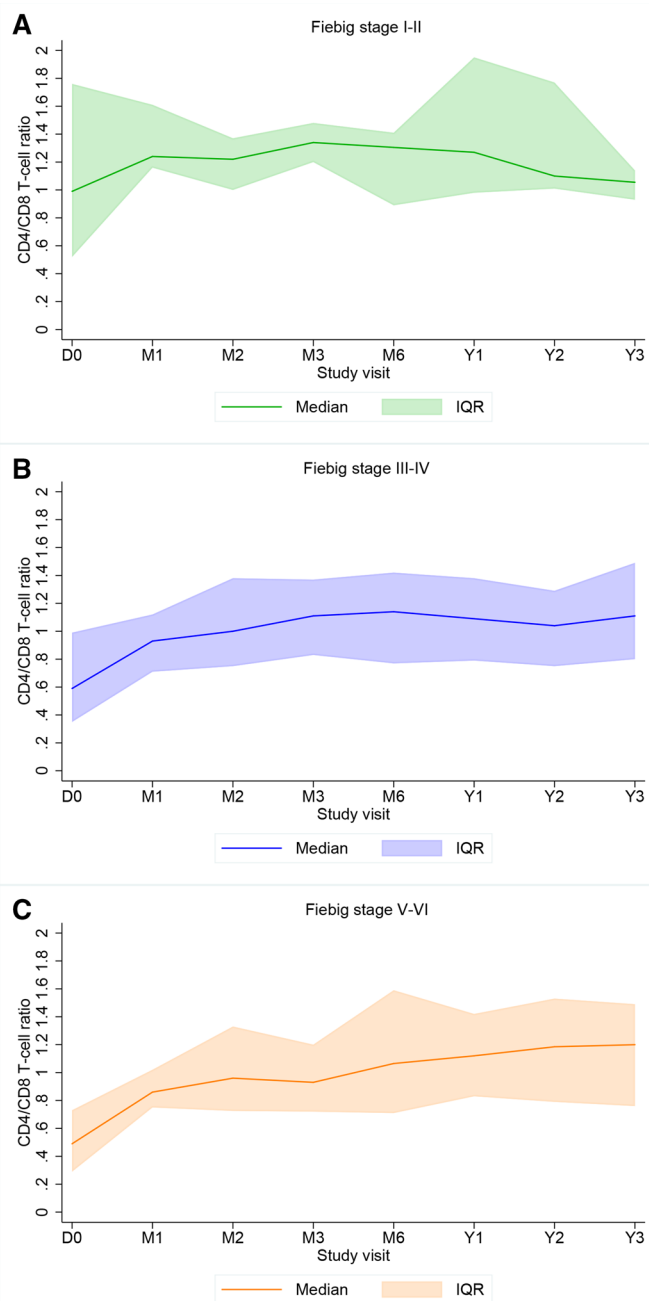 A
Fiebig stage I-II
CD4/CD8 T-cell ratio
2
1.8
1.6
1.4
1.2
1
.8
.6
.4
.2
0
D0 M1 M2 M3 M6 Y1 Y2 Y3
Study visit
Median IQR
B
Fiebig stage III-IV
CD4/CD8 T-cell ratio
2
1.8
1.6
1.4
1.2
1
.8
.6
.4
.2
0
D0 M1 M2 M3 M6 Y1 Y2 Y3
Study visit
Median IQR
C
Fiebig stage V-VI
CD4/CD8 T-cell ratio
2
1.8
1.6
1.4
1.2
1
.8
.6
.4
.2
0
D0 M1 M2 M3 M6 Y1 Y2 Y3
Study visit
Median IQR